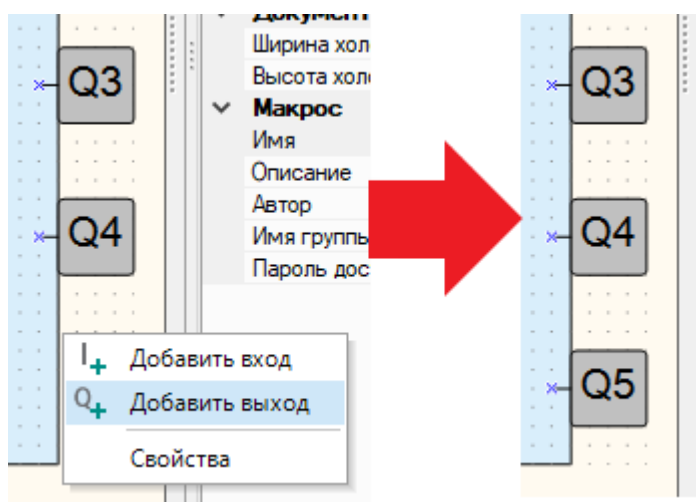 Документ
Q3
Ширина хол
Высота хол
Макрос
Имя
Описание
Автор
Q4
Имя группы
Пароль дос
Добавить вход
Добавить выход
Свойства
Q3
Q4
Q5